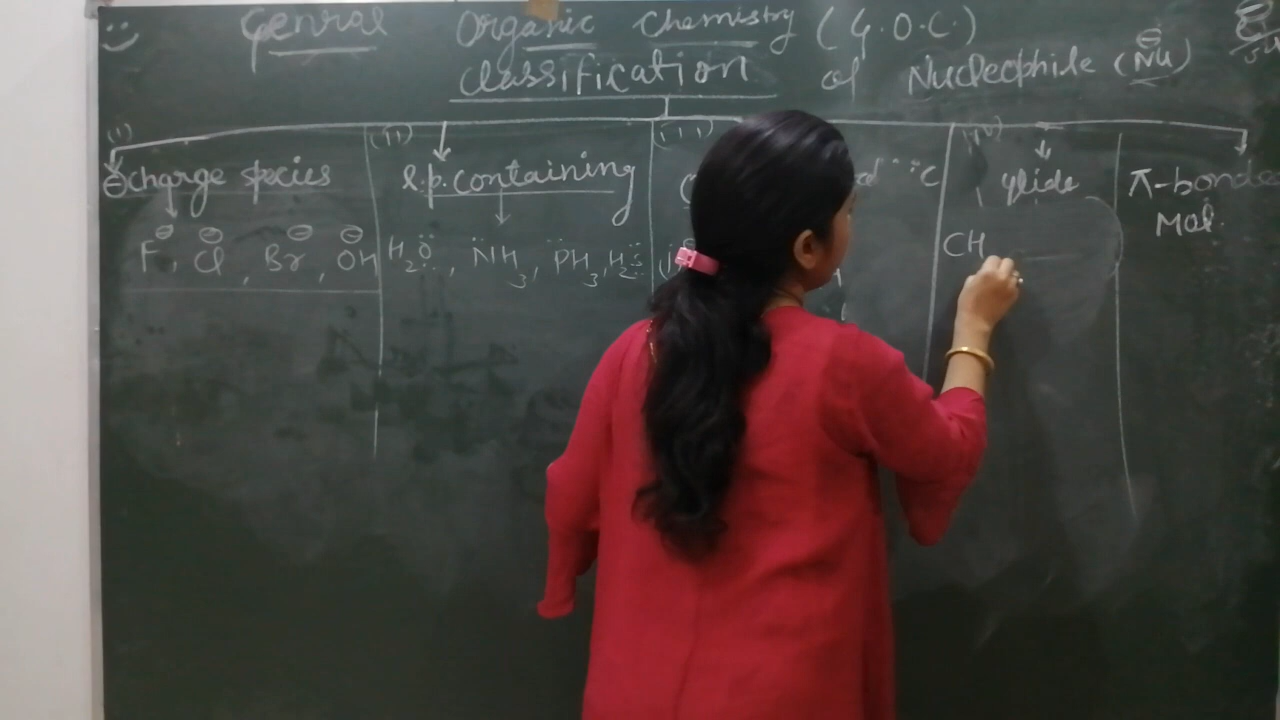 Genral Organic Chemistry (G.O.C.)
Classification of Nucleophile (Nu⊖)
(i) (ii) (iv)
⊖charge species l.p. containing ylide π-bonded
Mol.
F⊖, Cl⊖, Br⊖, OH⊖ H₂O, NH₃, PH₃, H₂S CH